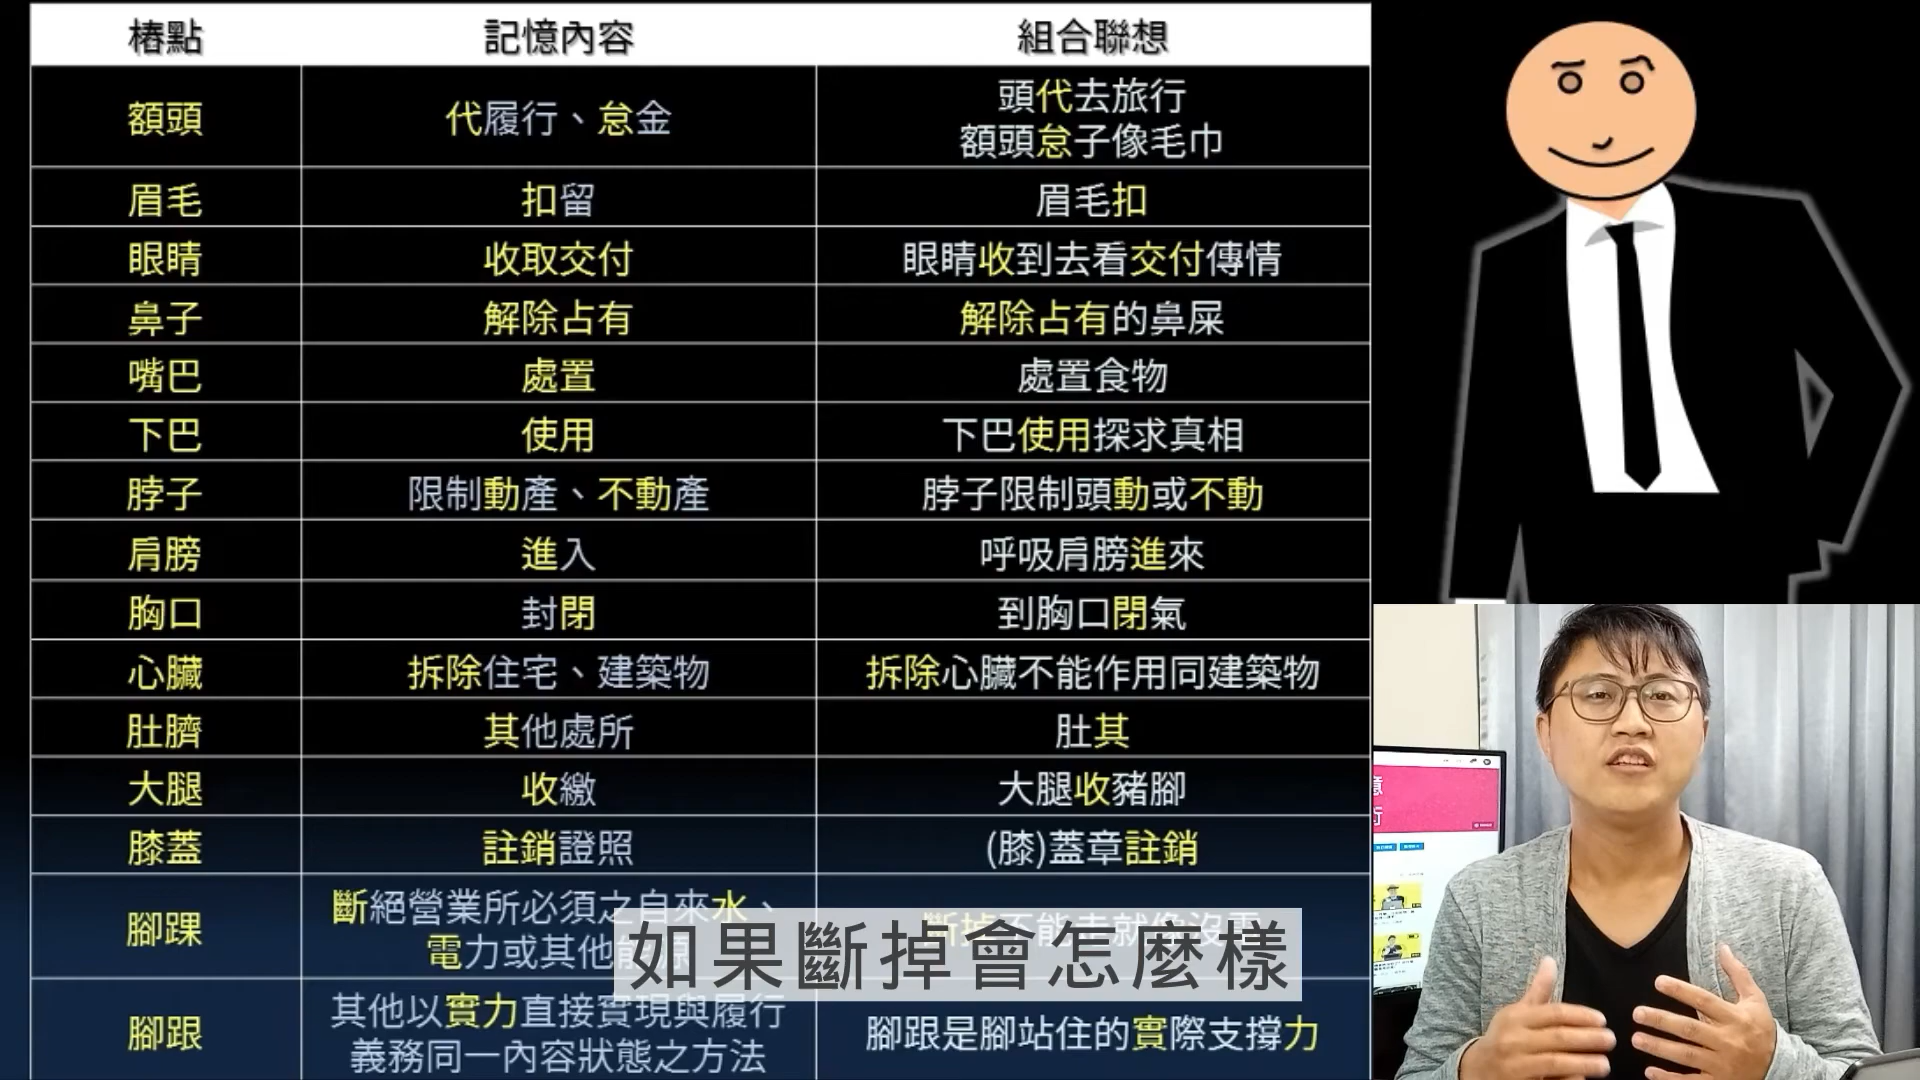 樁點 記憶內容 組合聯想
額頭 代履行、怠金 頭代去旅行
額頭怠子像毛巾
眉毛 扣留 眉毛扣
眼睛 收取交付 眼睛收到去看交付傳情
鼻子 解除占有 解除占有的鼻屎
嘴巴 處置 處置食物
下巴 使用 下巴使用探求真相
脖子 限制動產、不動產 脖子限制頭動或不動
肩膀 進入 呼吸肩膀進來
胸口 封閉 到胸口閉氣
心臟 拆除住宅、建築物 拆除心臟不能作用同建築物
肚臍 其他處所 肚其
大腿 收繳 大腿收豬腳
膝蓋 註銷證照 (膝)蓋章註銷
腳踝 斷絕營業所必須之自來水、
電力或其他能源 斷掉不能走就像沒電
如果斷掉會怎麼樣
腳跟 其他以實力直接實現與履行
義務同一內容狀態之方法 腳跟是腳站住的實際支撐力